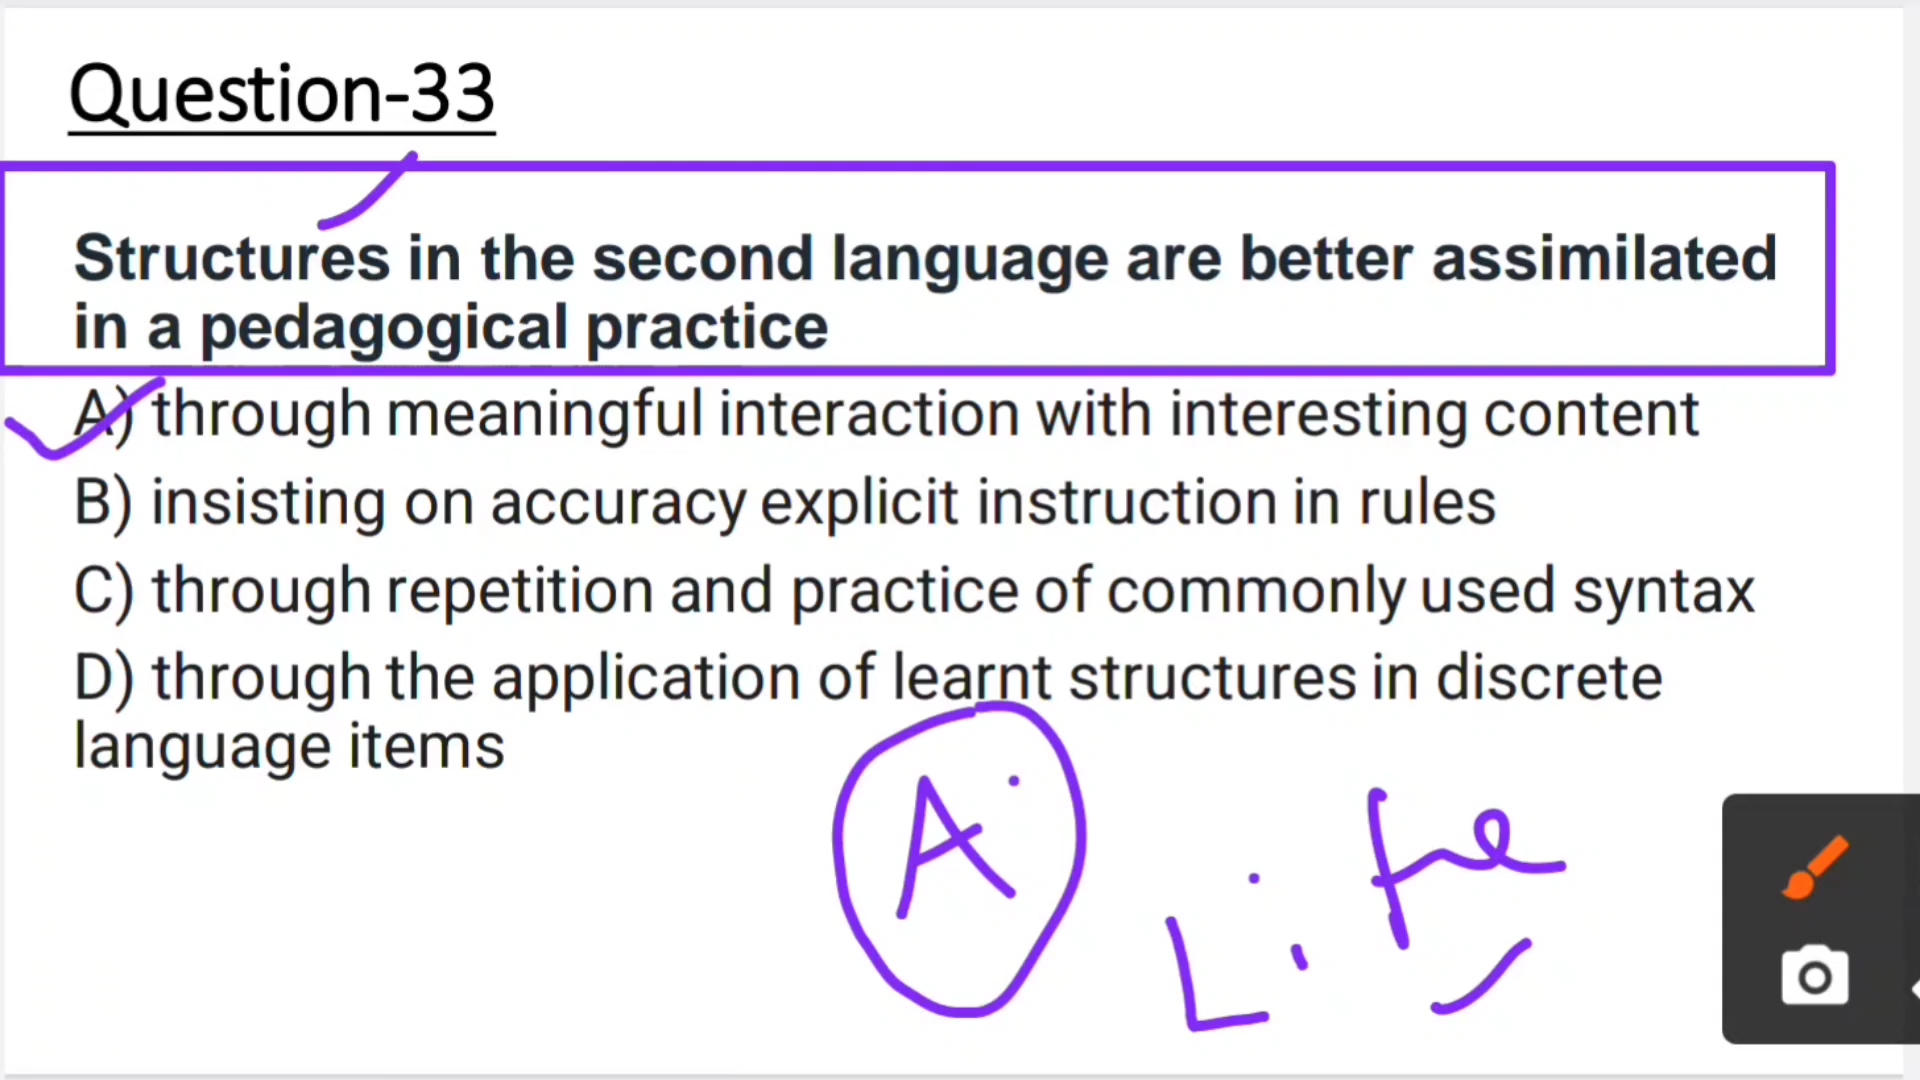 Question-33
Structures in the second language are better assimilated
in a pedagogical practice
A) through meaningful interaction with interesting content
B) insisting on accuracy explicit instruction in rules
C) through repetition and practice of commonly used syntax
D) through the application of learnt structures in discrete
language items
A
Life